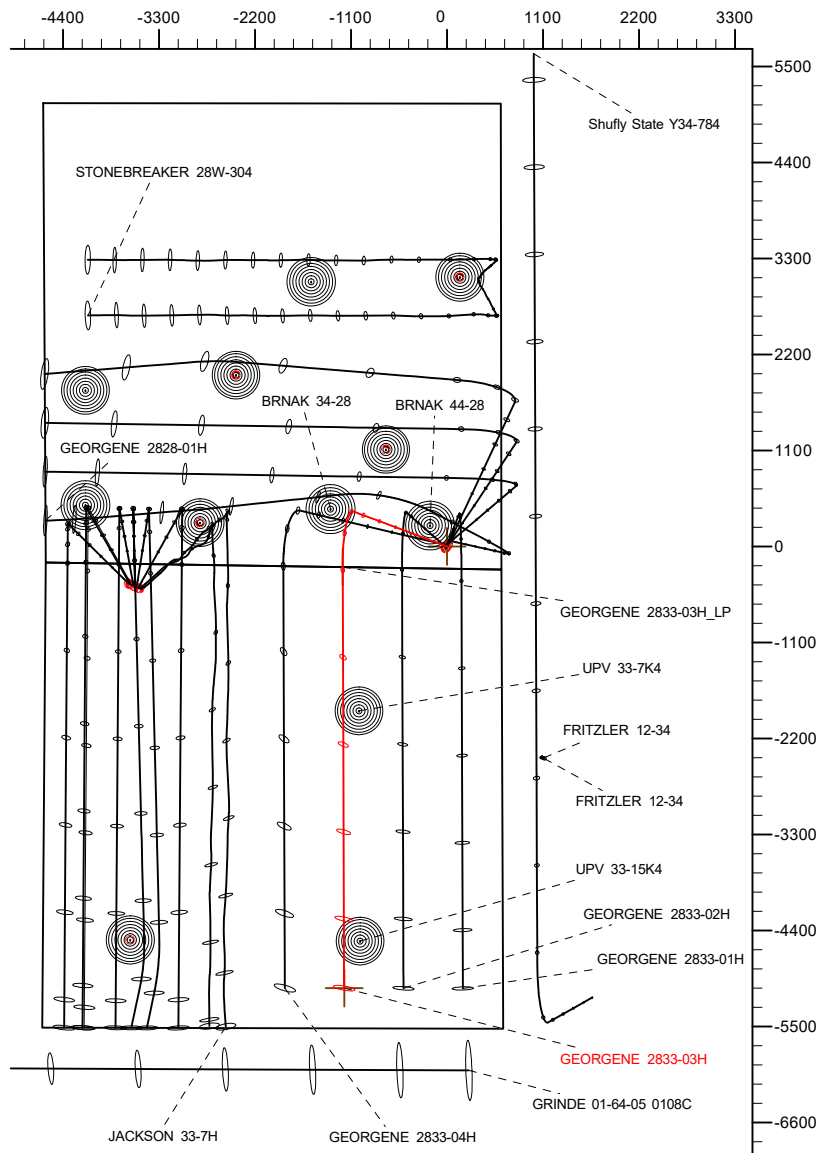 -4400 -3300 -2200 -1100 0 1100 2200 3300
5500
Shufly State Y34-784
4400
STONEBREAKER 28W-304
3300
2200
BRNAK 34-28
BRNAK 44-28
1100
GEORGENE 2828-01H
0
GEORGENE 2833-03H_LP
-1100
UPV 33-7K4
-2200
FRITZLER 12-34
FRITZLER 12-34
-3300
UPV 33-15K4
GEORGENE 2833-02H
-4400
GEORGENE 2833-01H
-5500
GEORGENE 2833-03H
GRINDE 01-64-05 0108C
-6600
JACKSON 33-7H
GEORGENE 2833-04H